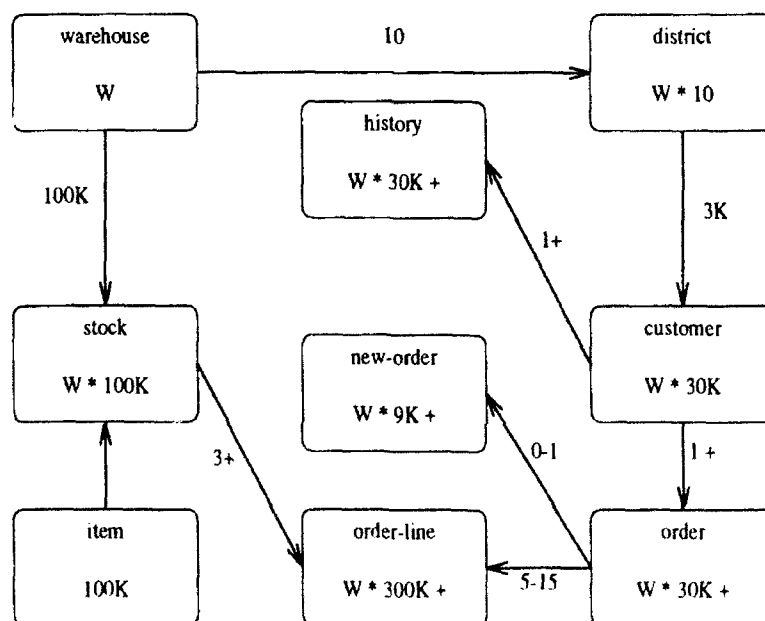 warehouse
W
10
district
W * 10
history
W * 30K +
100K
3K
1+
stock
W * 100K
new-order
W * 9K +
customer
W * 30K
3+
0-1
1 +
item
100K
order-line
W * 300K +
5-15
order
W * 30K +